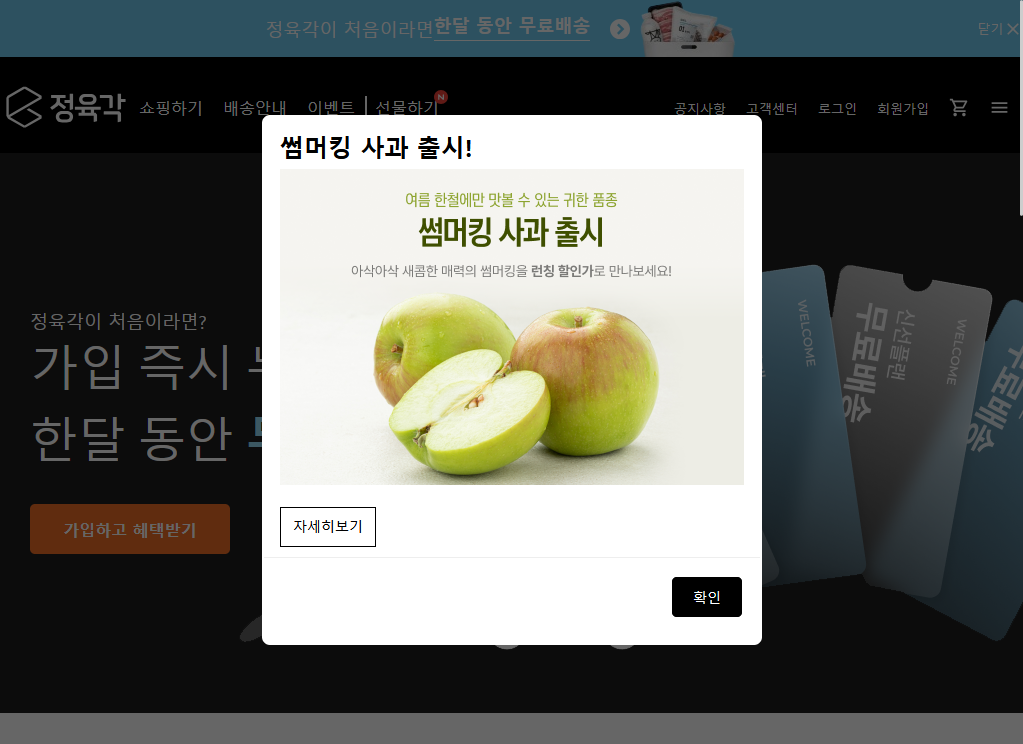 정육각이 처음이라면 한달 동안 무료배송
닫기
정육각
쇼핑하기 배송안내 이벤트 선물하기 N
공지사항 고객센터 로그인 회원가입
썸머킹 사과 출시!
여름 한철에만 맛볼 수 있는 귀한 품종
썸머킹 사과 출시
아삭아삭 새콤한 매력의 썸머킹을 런칭 할인가로 만나보세요!
자세히보기
확인
정육각이 처음이라면?
가입 즉시
한달 동안
가입하고 혜택받기
WELCOME
WELCOME
신선플랜
무료배송
무료배송